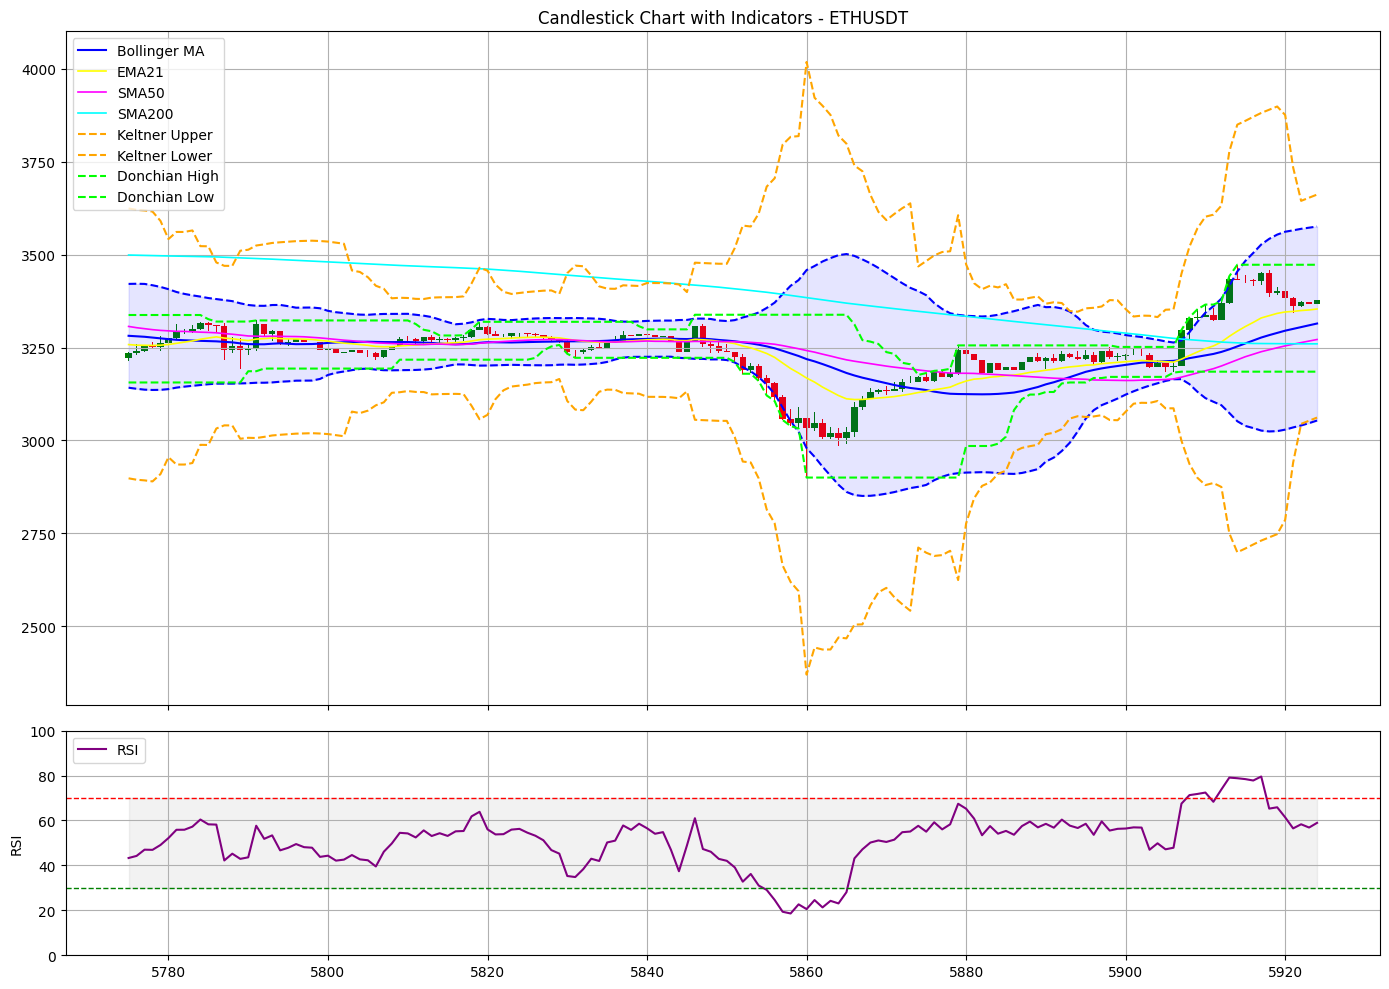 Candlestick Chart with Indicators - ETHUSDT
Bollinger MA
EMA21
SMA50
SMA200
Keltner Upper
Keltner Lower
Donchian High
Donchian Low
4000
3750
3500
3250
3000
2750
2500
RSI
100
80
60
40
20
0
RSI
5780 5800 5820 5840 5860 5880 5900 5920